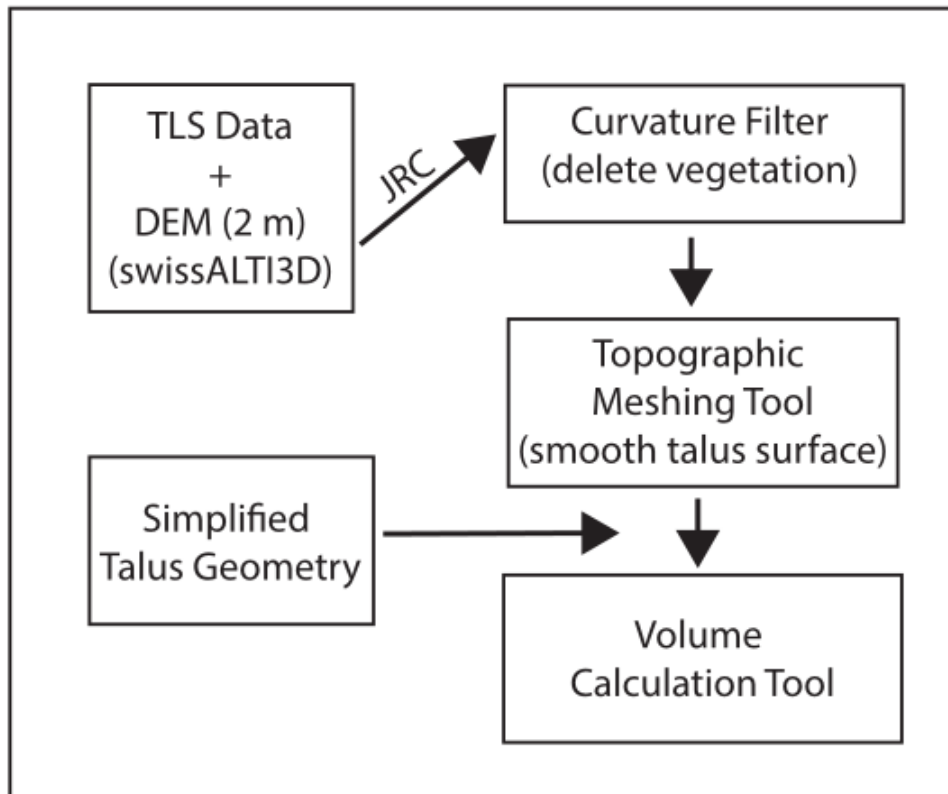 TLS Data
+
DEM (2 m)
(swissALTI3D)
JRC
Curvature Filter
(delete vegetation)
Topographic
Meshing Tool
(smooth talus surface)
Simplified
Talus Geometry
Volume
Calculation Tool